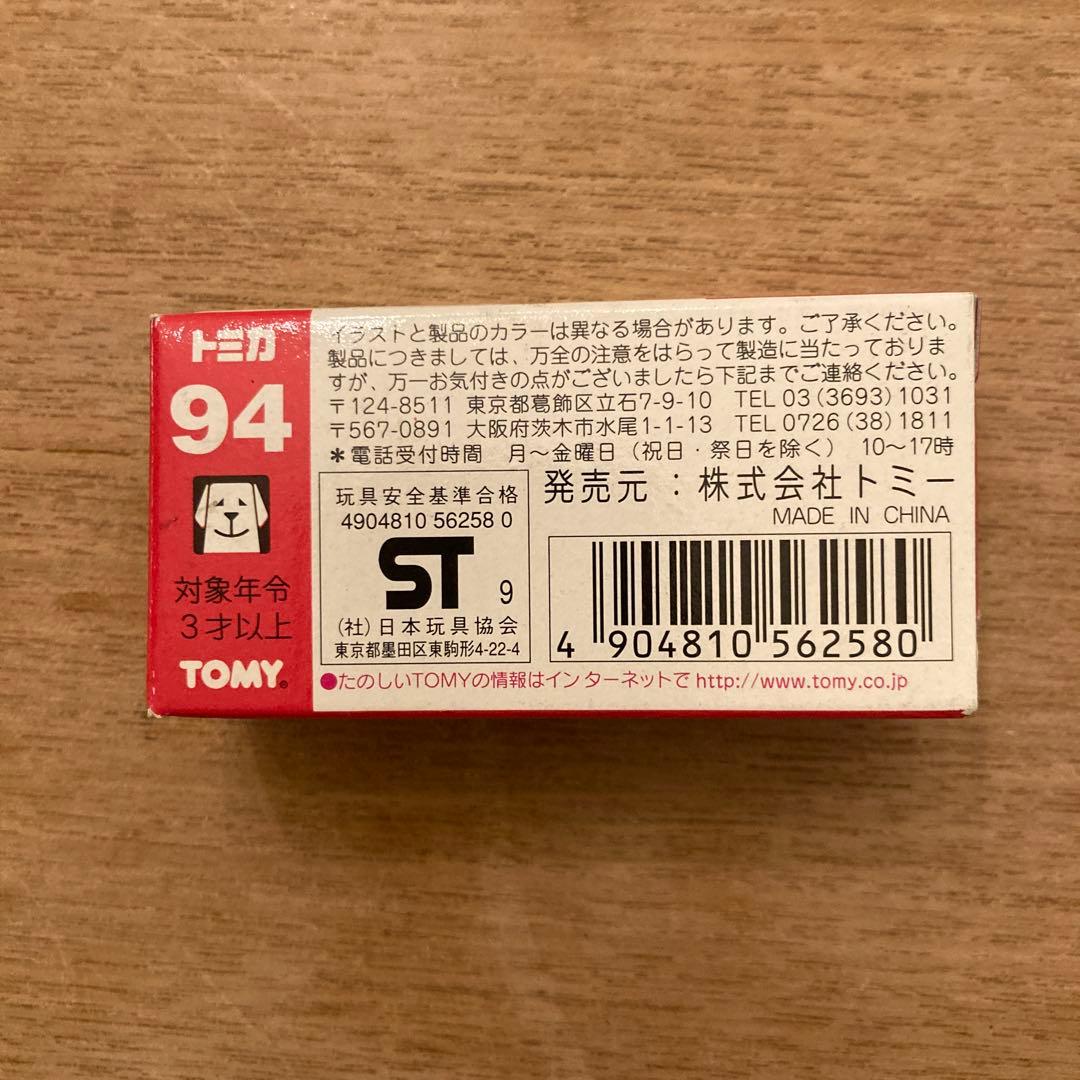 トミカ
94
対象年令
3才以上
TOMY®
イラストと製品のカラーは異なる場合があります。ご了承ください。
製品につきましては、万全の注意をはらって製造に当たっておりま
すが、万一お気付きの点がございましたら下記までご連絡ください。
〒124-8511 東京都葛飾区立石7-9-10 TEL 03(3693)1031
〒567-0891 大阪府茨木市水尾1-1-13 TEL 0726(38)1811
*電話受付時間 月〜金曜日(祝日・祭日を除く) 10〜17時
玩具安全基準合格
4904810 56258 0
ST 9
(社)日本玩具協会
東京都墨田区東駒形4-22-4
発売元:株式会社トミー
MADE IN CHINA
4 904810 562580
●たのしいTOMYの情報はインターネットで http://www.tomy.co.jp